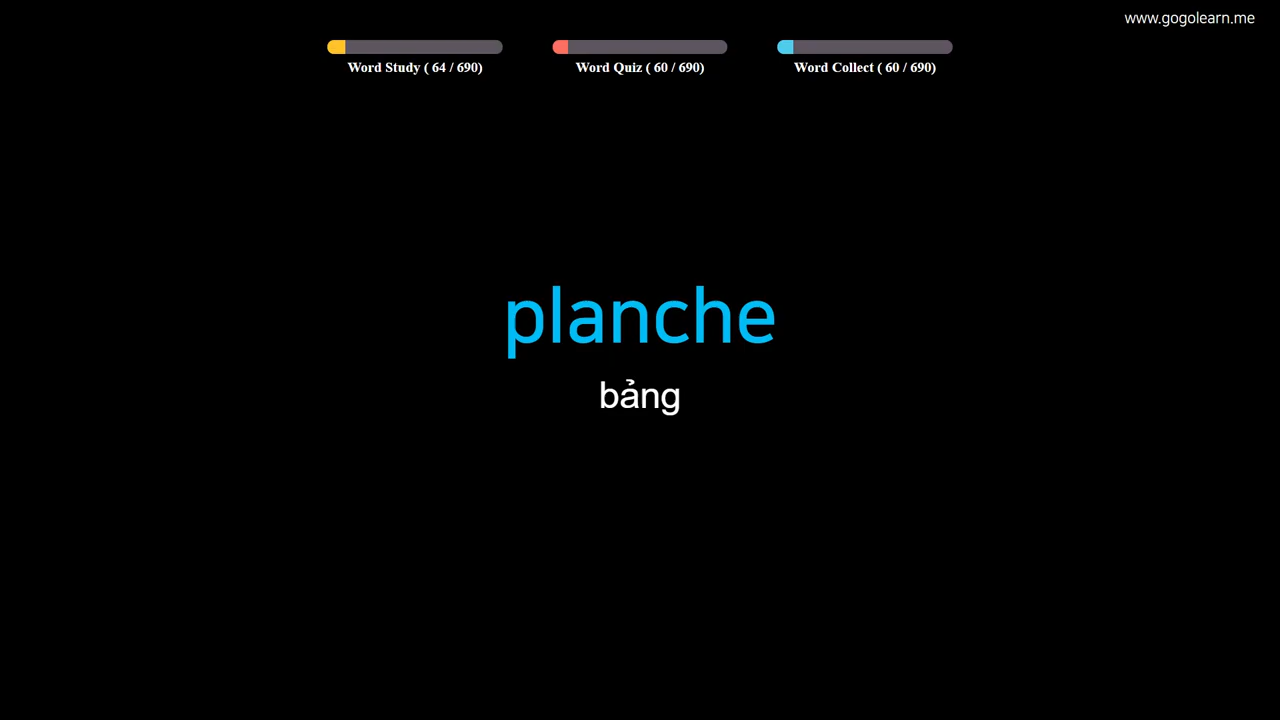 www.gogolearn.me
Word Study ( 64 / 690)
Word Quiz ( 60 / 690)
Word Collect ( 60 / 690)
planche
bảng